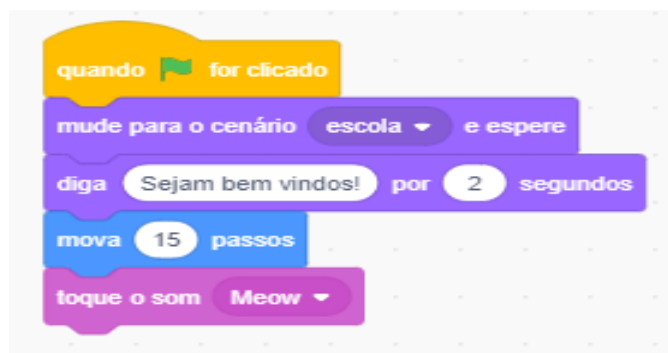 quando for clicado
mude para o cenário escola e espere
diga Sejam bem vindos! por 2 segundos
mova 15 passos
toque o som Meow